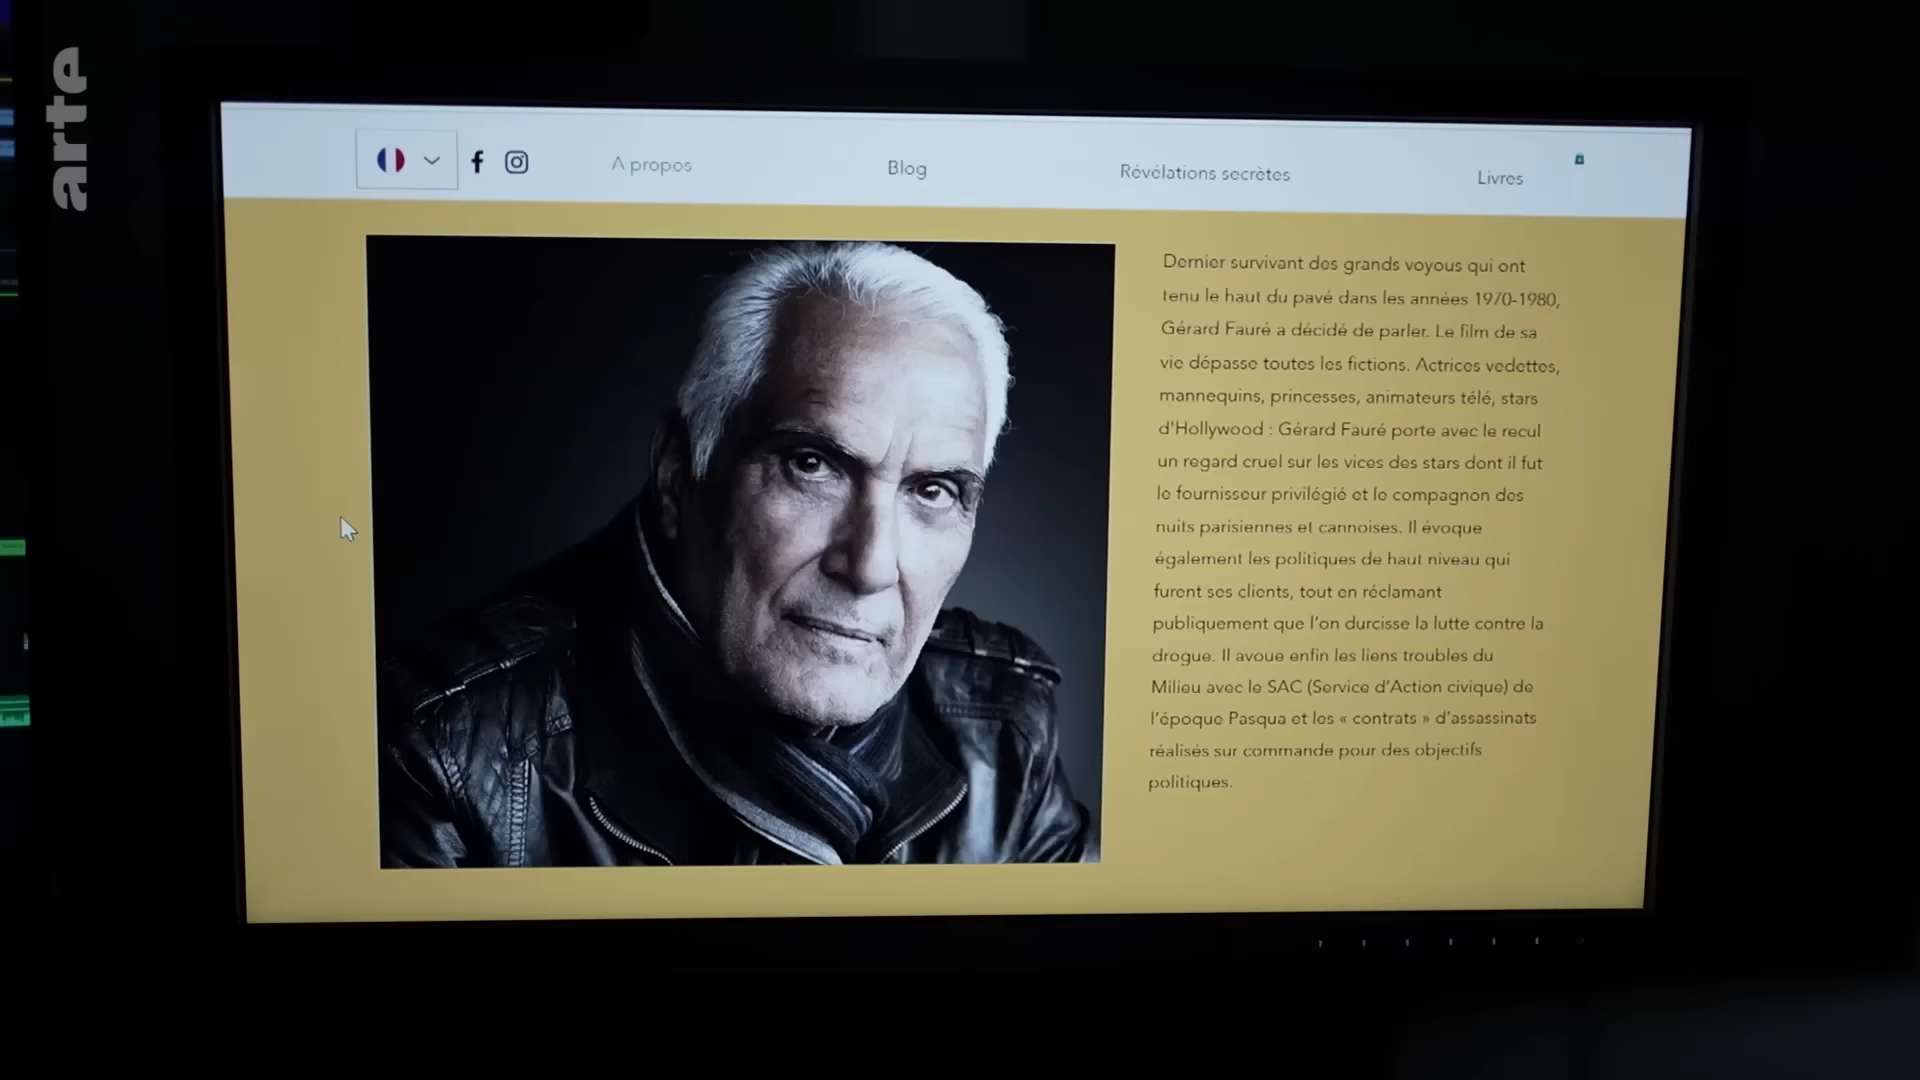 arte
A propos
Blog
Révélations secrètes
Livres
Dernier survivant des grands voyous qui ont
tenu le haut du pavé dans les années 1970-1980,
Gérard Fauré a décidé de parler. Le film de sa
vie dépasse toutes les fictions. Actrices vedettes,
mannequins, princesses, animateurs télé, stars
d'Hollywood : Gérard Fauré porte avec le recul
un regard cruel sur les vices des stars dont il fut
le fournisseur privilégié et le compagnon des
nuits parisiennes et cannoises. Il évoque
également les politiques de haut niveau qui
furent ses clients, tout en réclamant
publiquement que l'on durcisse la lutte contre la
drogue. Il avoue enfin les liens troubles du
Milieu avec le SAC (Service d'Action civique) de
l'époque Pasqua et les « contrats » d'assassinats
réalisés sur commande pour des objectifs
politiques.